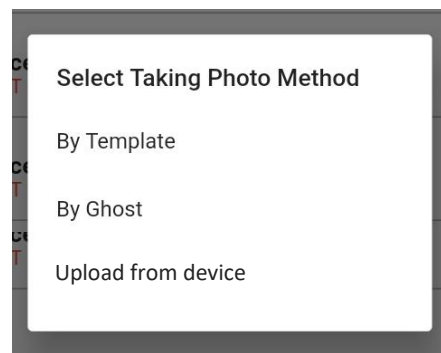 Select Taking Photo Method
By Template
By Ghost
Upload from device